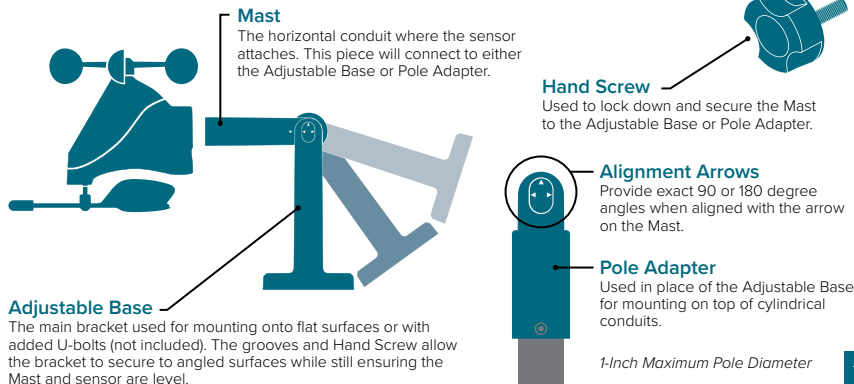 Mast
The horizontal conduit where the sensor
attaches. This piece will connect to either
the Adjustable Base or Pole Adapter.
Hand Screw
Used to lock down and secure the Mast
to the Adjustable Base or Pole Adapter.
Alignment Arrows
Provide exact 90 or 180 degree
angles when aligned with the arrow
on the Mast.
Pole Adapter
Used in place of the Adjustable Base
for mounting on top of cylindrical
conduits.
1-Inch Maximum Pole Diameter
Adjustable Base
The main bracket used for mounting onto flat surfaces or with
added U-bolts (not included). The grooves and Hand Screw allow
the bracket to secure to angled surfaces while still ensuring the
Mast and sensor are level.